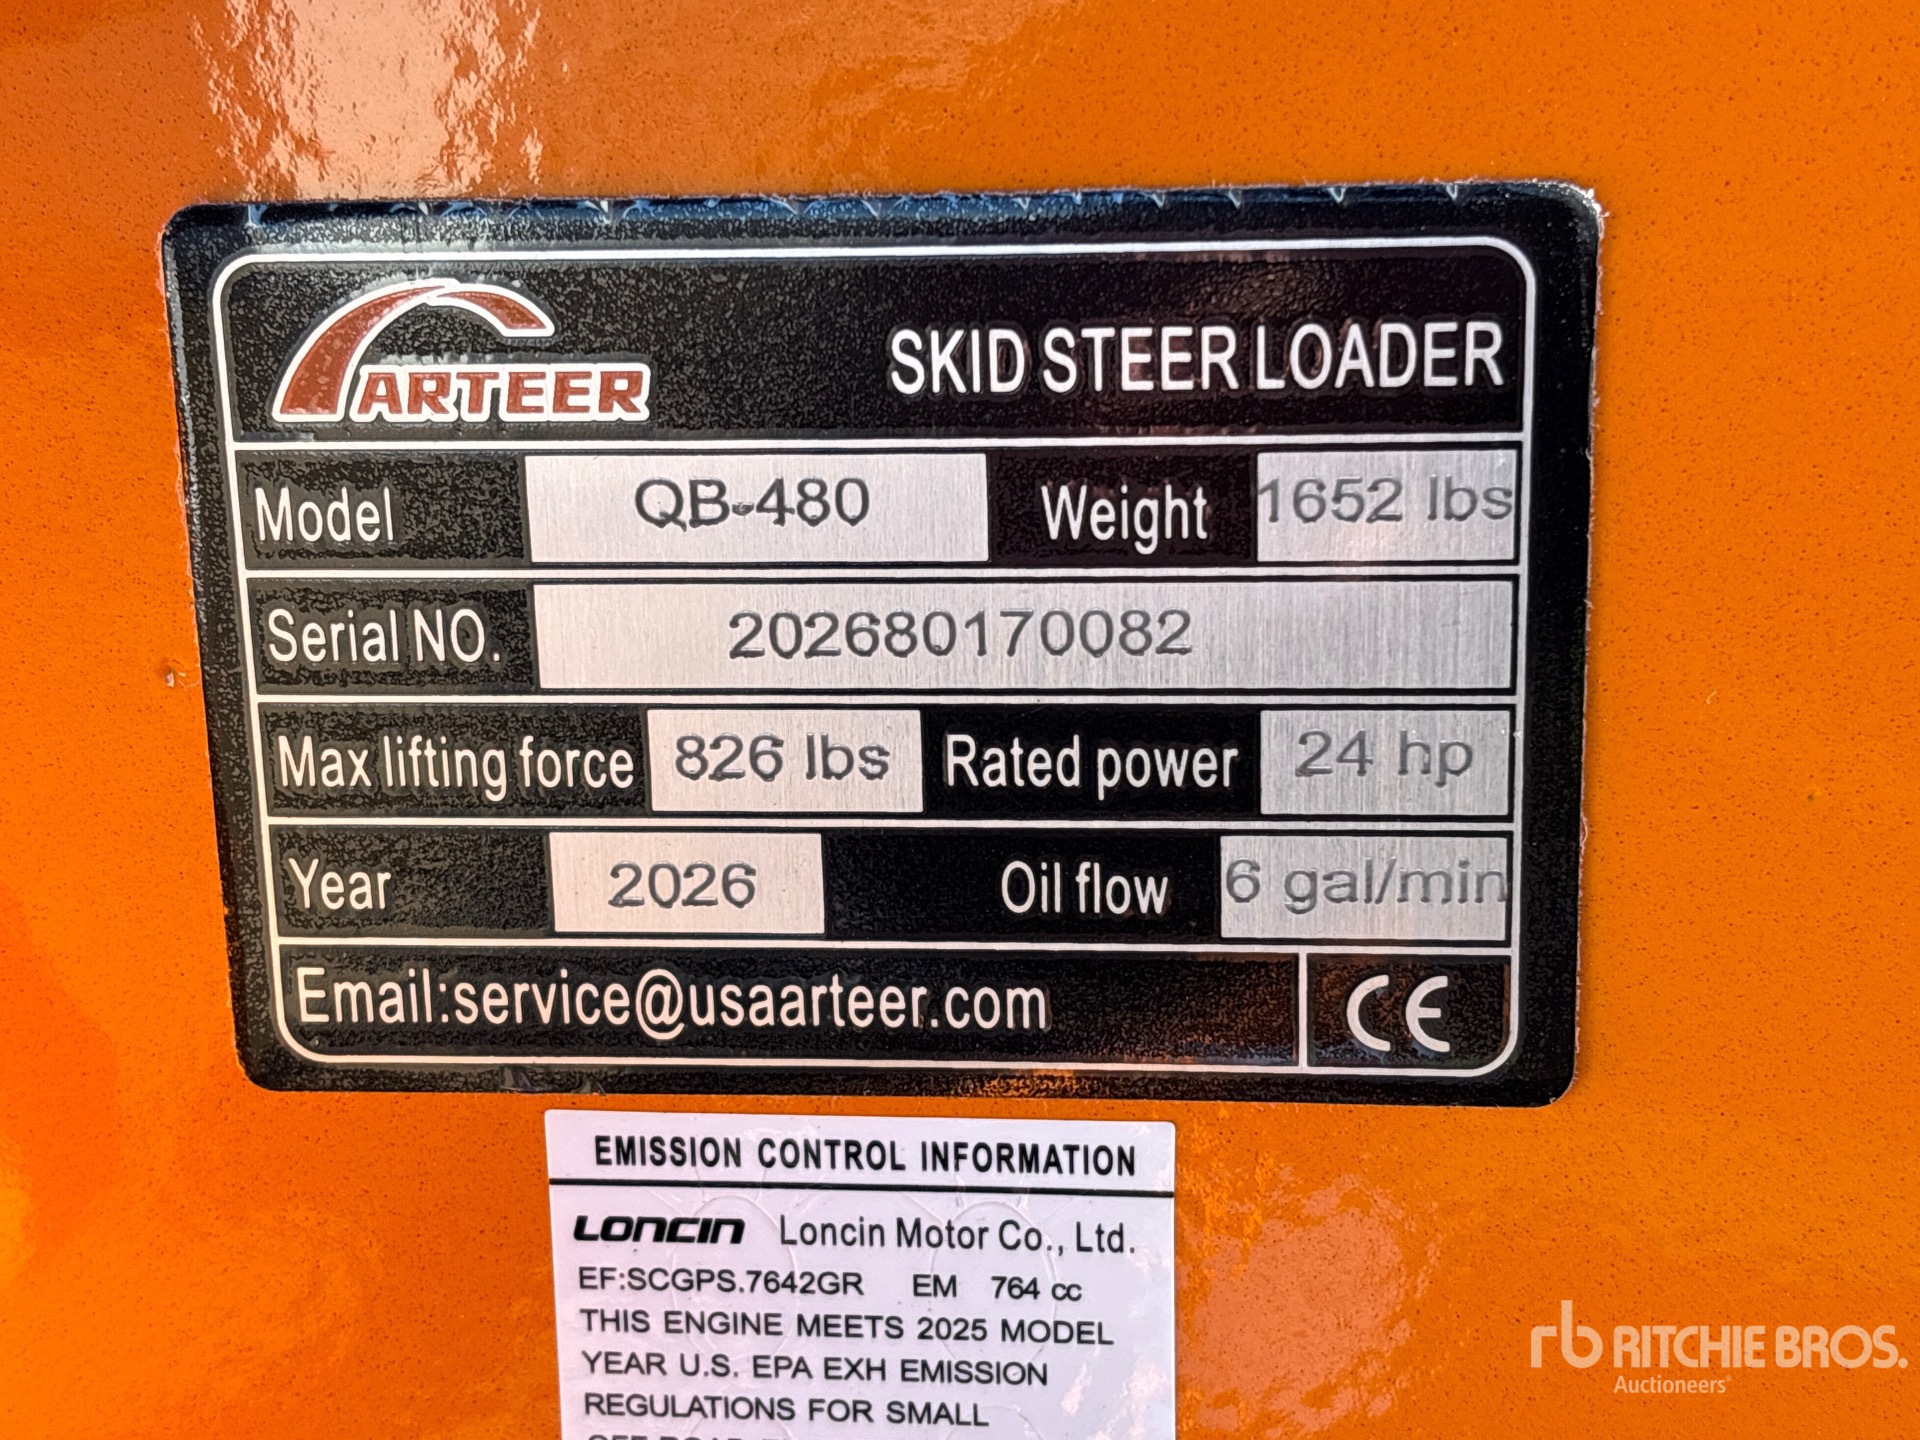 ARTEER SKID STEER LOADER
Model QB-480 Weight 1652 lbs
Serial NO. 202680170082
Max lifting force 826 lbs Rated power 24 hp
Year 2026 Oil flow 6 gal/min
Email:service@usaarteer.com CE
EMISSION CONTROL INFORMATION
LONCIN Loncin Motor Co., Ltd.
EF:SCGPS.7642GR EM 764 cc
THIS ENGINE MEETS 2025 MODEL
YEAR U.S. EPA EXH EMISSION
REGULATIONS FOR SMALL
rb RITCHIE BROS.
Auctioneers